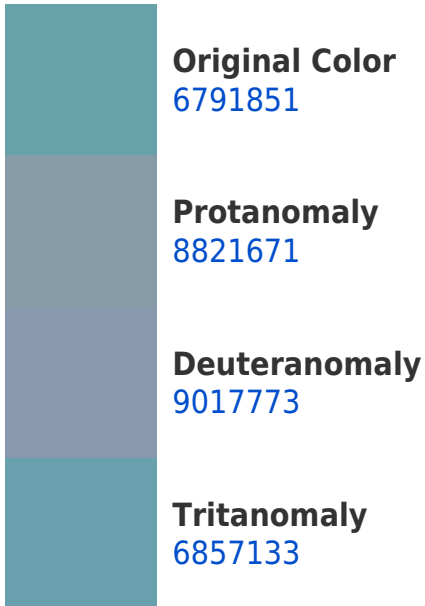 Original Color
6791851
Protanomaly
8821671
Deuteranomaly
9017773
Tritanomaly
6857133